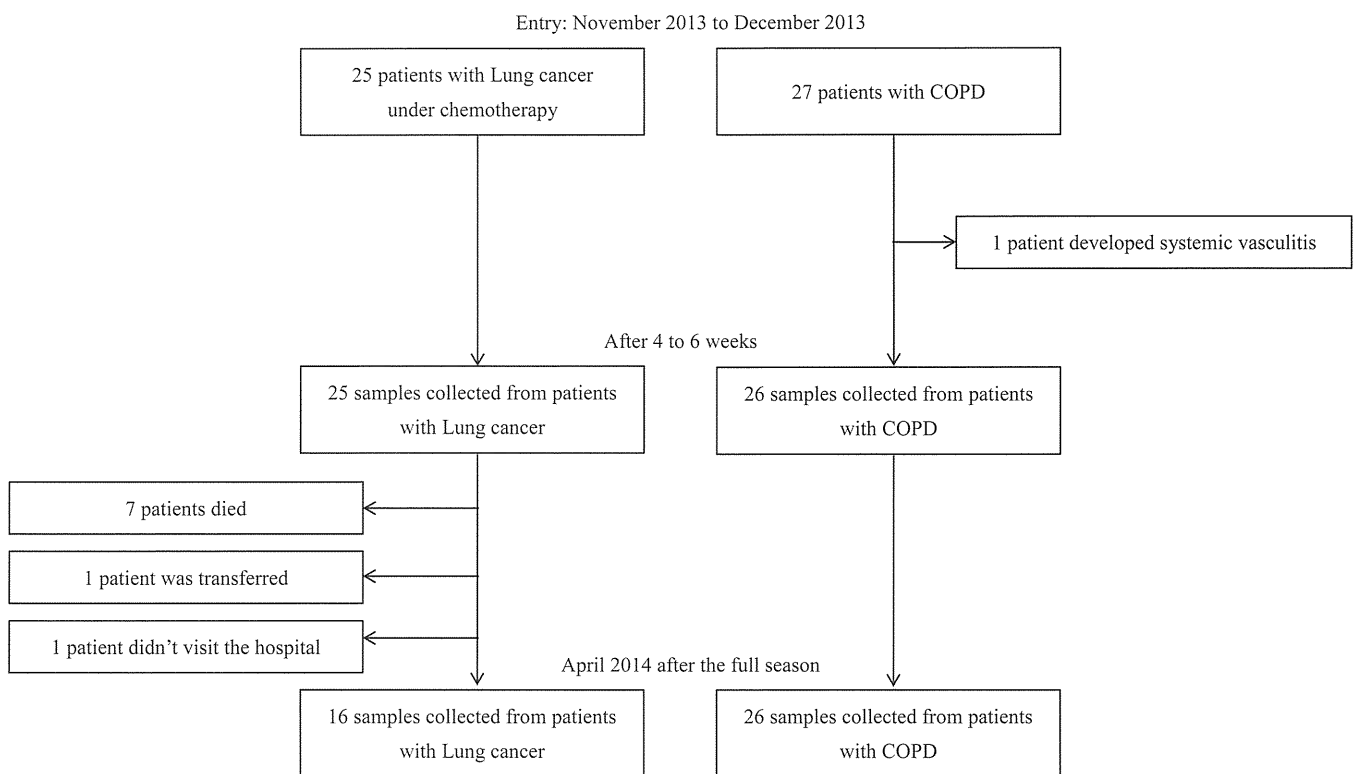 Entry: November 2013 to December 2013
25 patients with Lung cancer
under chemotherapy
27 patients with COPD
1 patient developed systemic vasculitis
After 4 to 6 weeks
25 samples collected from patients
with Lung cancer
26 samples collected from patients
with COPD
7 patients died
1 patient was transferred
1 patient didn’t visit the hospital
April 2014 after the full season
16 samples collected from patients
with Lung cancer
26 samples collected from patients
with COPD